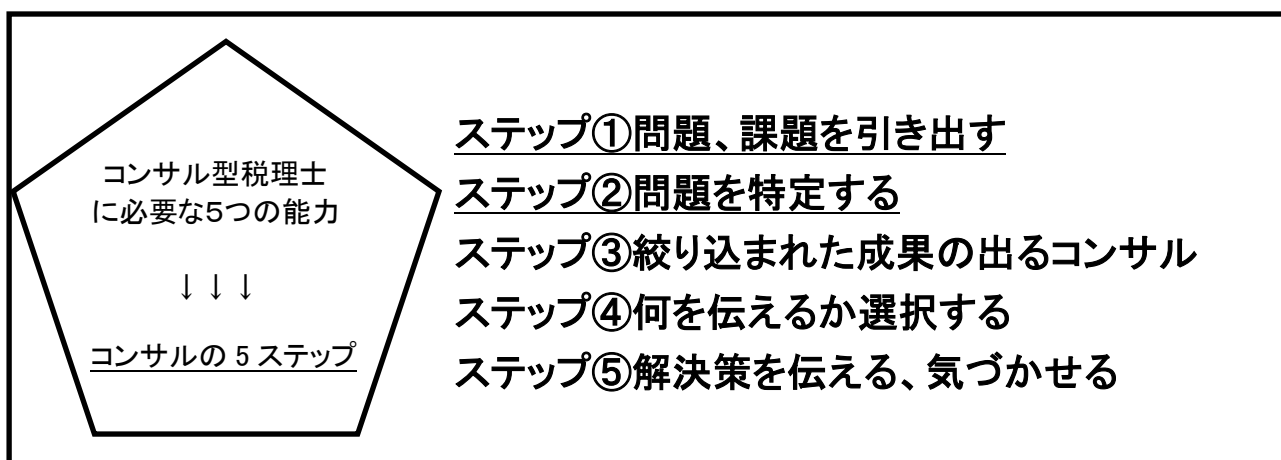 コンサル型税理士
に必要な5つの能力
↓↓↓
コンサルの 5 ステップ
ステップ①問題、課題を引き出す
ステップ②問題を特定する
ステップ③絞り込まれた成果の出るコンサル
ステップ④何を伝えるか選択する
ステップ⑤解決策を伝える、気づかせる